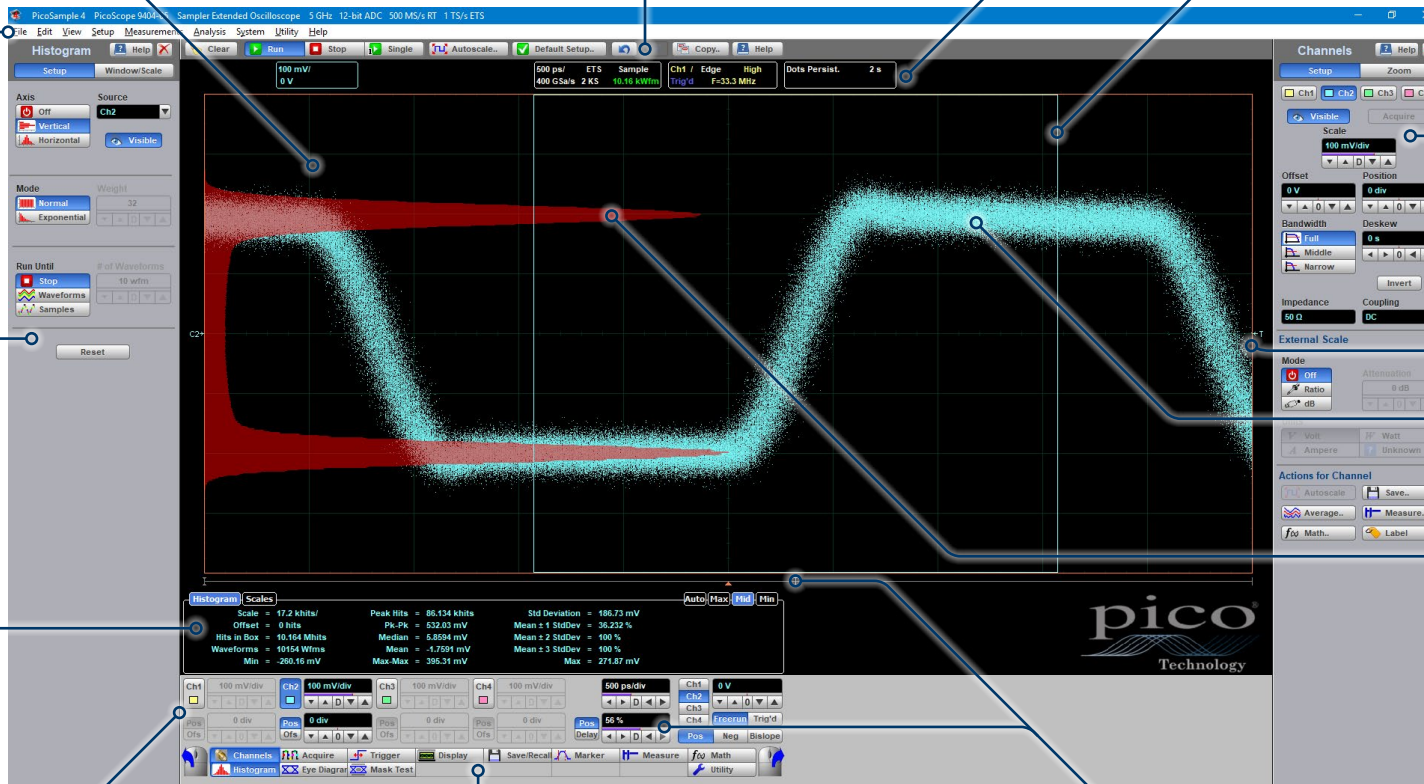 PicoSample 4 PicoScope 9404-05 Sampler Extended Oscilloscope 5 GHz 12-bit ADC 500 MS/s RT 1 TS/s ETS
File Edit View Setup Measurements Analysis System Utility Help
Histogram Help
Clear Run Stop Single Autoscale.. Default Setup.. Copy.. Help
Channels Help
Setup Window/Scale
100 mV/
0 V
500 ps/ ETS Sample
400 GSa/s 2 KS 10.16 kWfm
Ch1 / Edge High
Trig'd F=33.3 MHz
Dots Persist. 2 s
Setup Zoom
Axis Source
Off Ch2
Vertical
Horizontal Visible
Mode Weight
Normal 32
Exponential
Run Until # of Waveforms
Stop 10 wfm
Waveforms
Samples
Reset
C2
T
Ch1 Ch2 Ch3
Visible Acquire
Scale
100 mV/div
D
Offset Position
0 V 0 div
0 0
Bandwidth Deskew
Full 0 s
Middle 0
Narrow
Invert
Impedance Coupling
50 Ω DC
External Scale
Mode
Off Attenuation
Ratio 0 dB
dB
Volt W Watt
A Ampere ? Unknown
Actions for Channel
Autoscale Save..
Average.. Measure..
f(x) Math.. Label
Histogram Scales Auto Max Mid Min
Scale = 17.2 khits/ Peak Hits = 86.134 khits Std Deviation = 186.73 mV
Offset = 0 hits Pk-Pk = 532.03 mV Mean ± 1 StdDev = 36.232 %
Hits in Box = 10.164 Mhits Median = 5.8594 mV Mean ± 2 StdDev = 100 %
Waveforms = 10154 Wfms Mean = -1.7591 mV Mean ± 3 StdDev = 100 %
Min = -260.16 mV Max-Max = 395.31 mV Max = 271.87 mV
pico
Technology
Ch1 100 mV/div Ch2 100 mV/div Ch3 100 mV/div Ch4 100 mV/div 500 ps/div Ch1 0 V
D D D D D Ch2 0
Ch3
Pos 0 div Pos 0 div Pos 0 div Pos 0 div Pos 56 % Ch4 Freerun Trig'd
Ofs 0 Ofs 0 Ofs 0 Ofs 0 Delay D Pos Neg Bislope
Channels Acquire Trigger Display Save/Recall Marker Measure f(x) Math
Histogram Eye Diagram Mask Test Utility